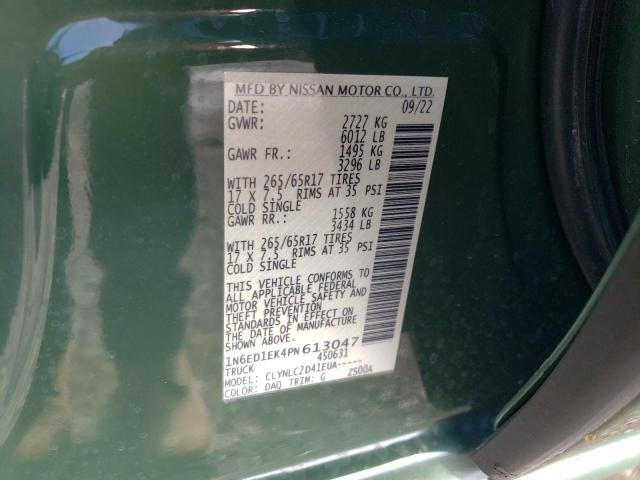 MFD BY NISSAN MOTOR CO., LTD.
DATE: 09/22
GVWR: 2727 KG
6012 LB
GAWR FR.: 1495 KG
3296 LB
WITH 265/65R17 TIRES
17 X 7.5 RIMS AT 35 PSI
COLD SINGLE
GAWR RR.: 1558 KG
3434 LB
WITH 265/65R17 TIRES
17 X 7.5 RIMS AT 35 PSI
COLD SINGLE
THIS VEHICLE CONFORMS TO
ALL APPLICABLE FEDERAL
MOTOR VEHICLE SAFETY AND
THEFT PREVENTION
STANDARDS IN EFFECT ON
THE DATE OF MANUFACTURE
1N6ED1EK4PN613047
TRUCK 450631
MODEL: CLYNLC2D41EUA-----
COLOR: DAQ TRIM: G ZS00A